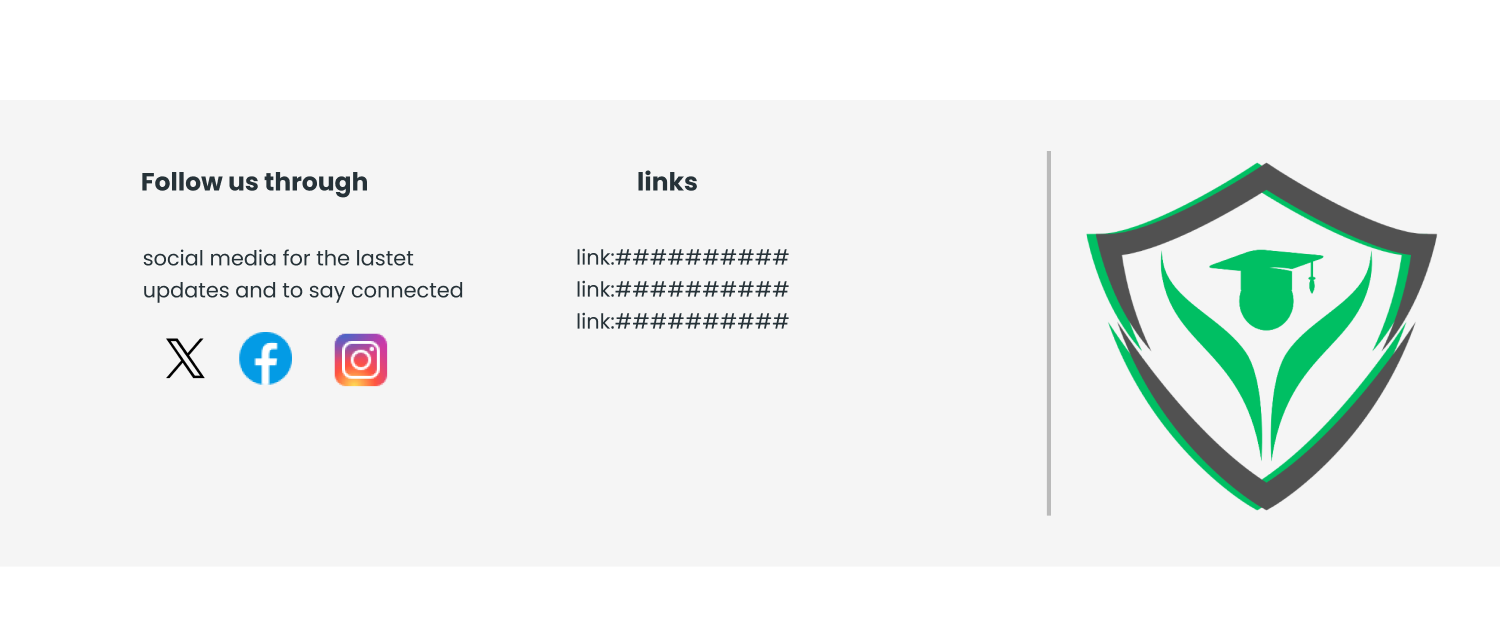 Follow us through
social media for the lastet
updates and to say connected
links
link:##########
link:##########
link:##########